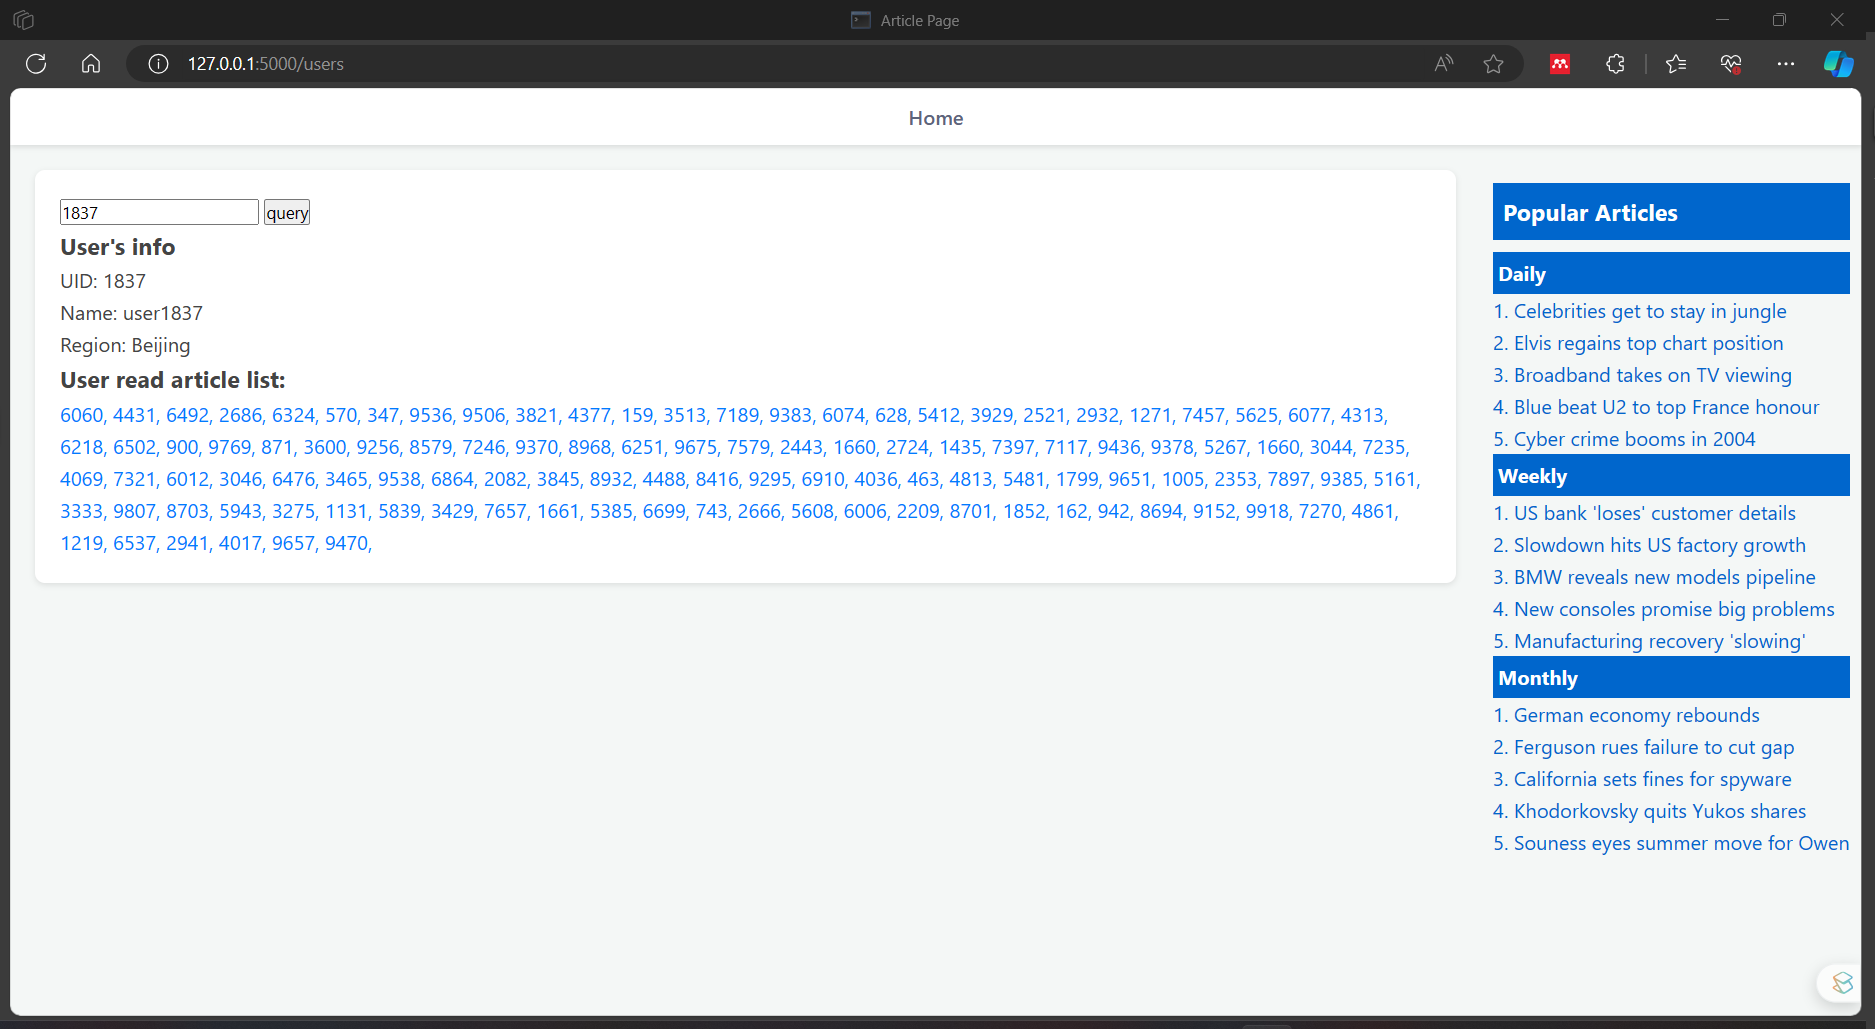 Article Page
127.0.0.1:5000/users
Home
1837 query
User's info
UID: 1837
Name: user1837
Region: Beijing
User read article list:
6060, 4431, 6492, 2686, 6324, 570, 347, 9536, 9506, 3821, 4377, 159, 3513, 7189, 9383, 6074, 628, 5412, 3929, 2521, 2932, 1271, 7457, 5625, 6077, 4313,
6218, 6502, 900, 9769, 871, 3600, 9256, 8579, 7246, 9370, 8968, 6251, 9675, 7579, 2443, 1660, 2724, 1435, 7397, 7117, 9436, 9378, 5267, 1660, 3044, 7235,
4069, 7321, 6012, 3046, 6476, 3465, 9538, 6864, 2082, 3845, 8932, 4488, 8416, 9295, 6910, 4036, 463, 4813, 5481, 1799, 9651, 1005, 2353, 7897, 9385, 5161,
3333, 9807, 8703, 5943, 3275, 1131, 5839, 3429, 7657, 1661, 5385, 6699, 743, 2666, 5608, 6006, 2209, 8701, 1852, 162, 942, 8694, 9152, 9918, 7270, 4861,
1219, 6537, 2941, 4017, 9657, 9470,
Popular Articles
Daily
1. Celebrities get to stay in jungle
2. Elvis regains top chart position
3. Broadband takes on TV viewing
4. Blue beat U2 to top France honour
5. Cyber crime booms in 2004
Weekly
1. US bank 'loses' customer details
2. Slowdown hits US factory growth
3. BMW reveals new models pipeline
4. New consoles promise big problems
5. Manufacturing recovery 'slowing'
Monthly
1. German economy rebounds
2. Ferguson rues failure to cut gap
3. California sets fines for spyware
4. Khodorkovsky quits Yukos shares
5. Souness eyes summer move for Owen